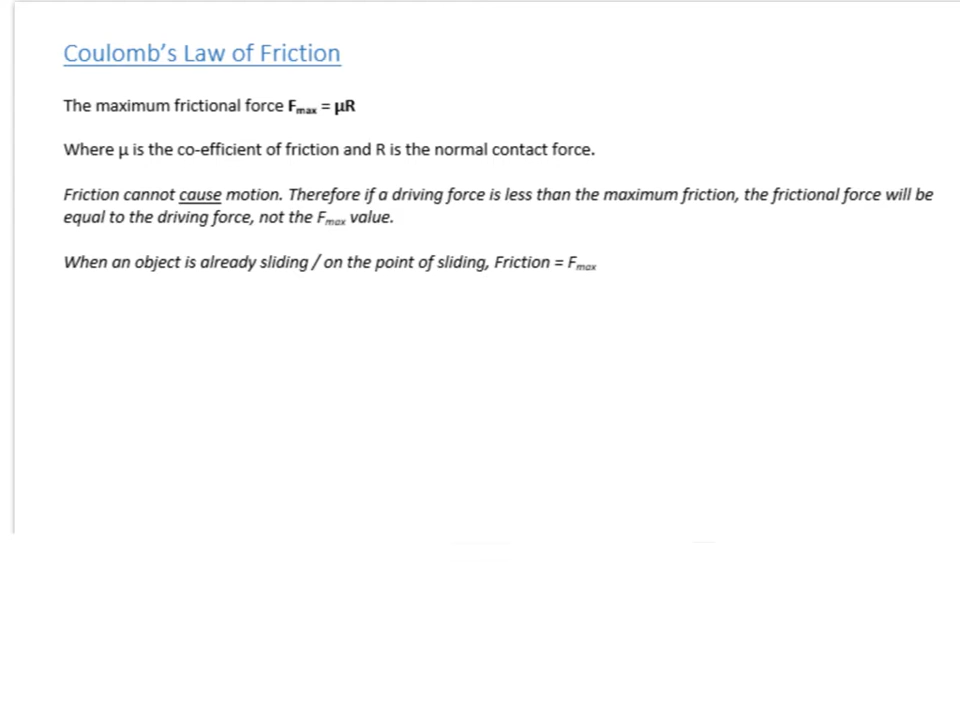 Coulomb's Law of Friction
The maximum frictional force Fmax = μR
Where μ is the co-efficient of friction and R is the normal contact force.
Friction cannot cause motion. Therefore if a driving force is less than the maximum friction, the frictional force will be
equal to the driving force, not the Fmax value.
When an object is already sliding / on the point of sliding, Friction = Fmax